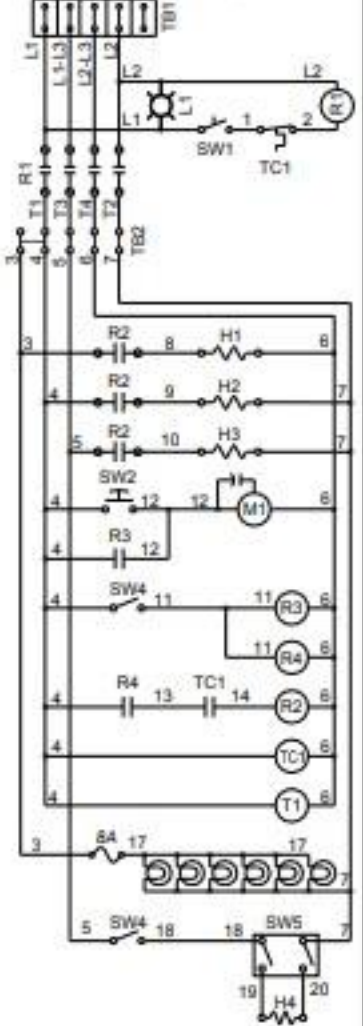 TB1
L1 L1-L3 L2-L3 L2
L2 L2
L1 L1 1 2 R1
SW1 TC1
R1
T1 T3 T4 T2
TB2
3 4 5 6 7
3 R2 8 H1 6
4 R2 9 H2 7
5 R2 10 H3 7
SW2
4 12 12 M1 6
R3
4 12
SW4
4 11 11 R3 6
11 R4 6
R4 TC1
4 13 14 R2 6
4 TC1 6
4 T1 6
8A
3 17 17
7
SW4 SW5
5 18 18 7
19 20
H4